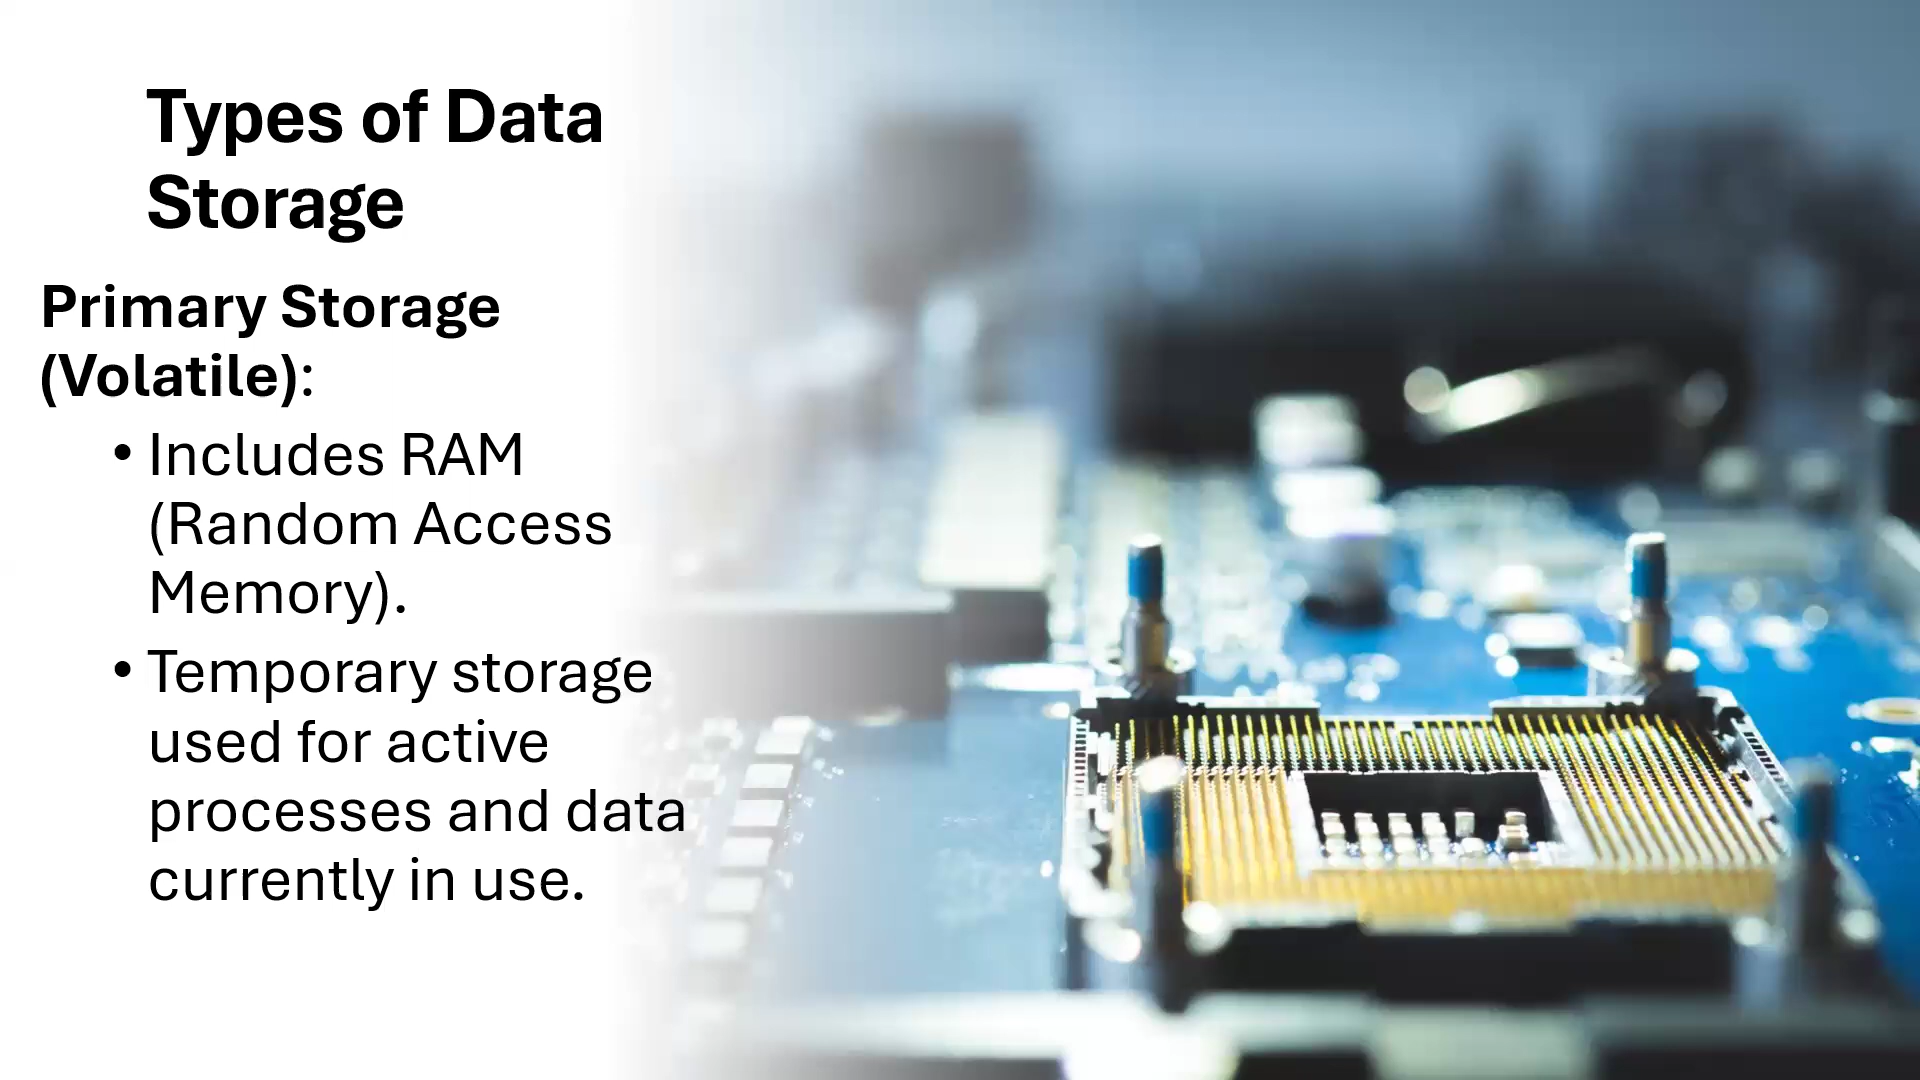 Types of Data
Storage
Primary Storage
(Volatile):
• Includes RAM
(Random Access
Memory).
• Temporary storage
used for active
processes and data
currently in use.